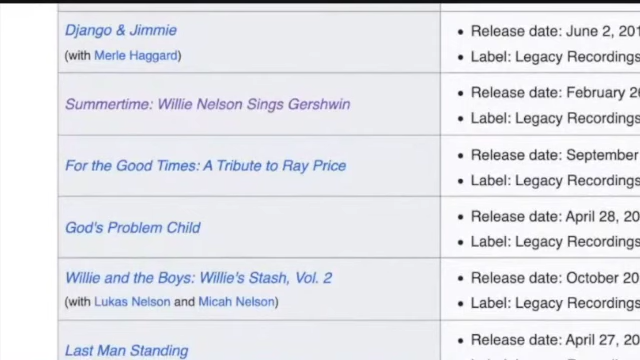 Django & Jimmie
(with Merle Haggard)
• Release date: June 2, 201
• Label: Legacy Recordings
Summertime: Willie Nelson Sings Gershwin
• Release date: February 26
• Label: Legacy Recordings
For the Good Times: A Tribute to Ray Price
• Release date: September
• Label: Legacy Recordings
God's Problem Child
• Release date: April 28, 20
• Label: Legacy Recordings
Willie and the Boys: Willie's Stash, Vol. 2
(with Lukas Nelson and Micah Nelson)
• Release date: October 20
• Label: Legacy Recordings
Last Man Standing
• Release date: April 27, 20